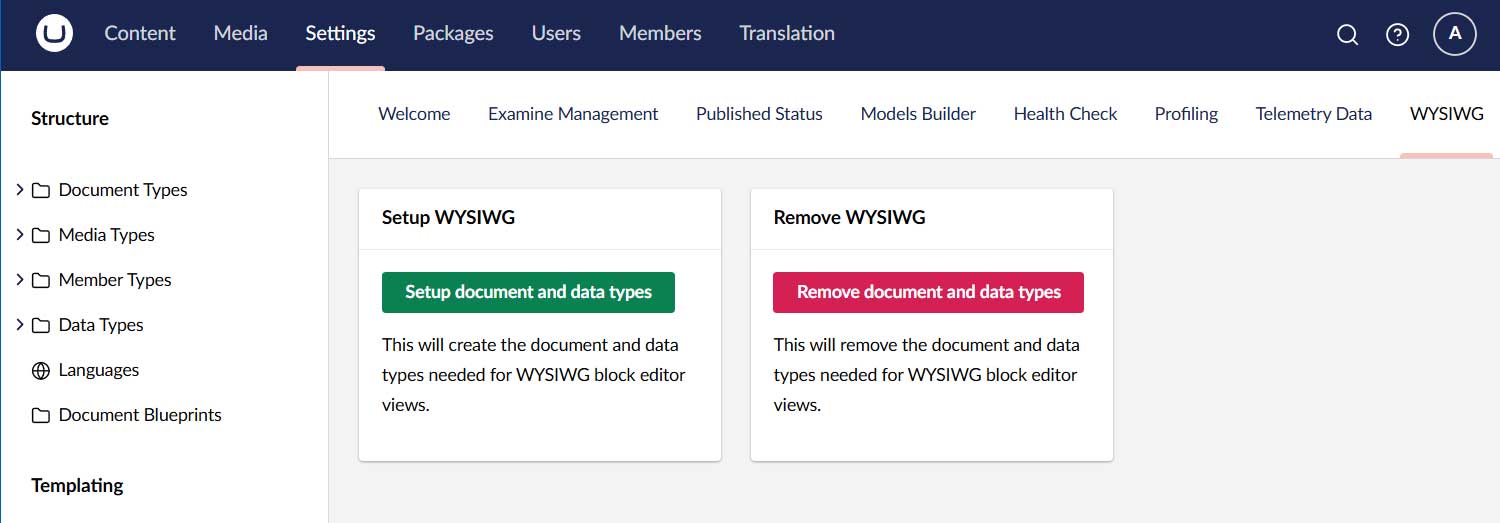 Content Media Settings Packages Users Members Translation A
Structure
Document Types
Media Types
Member Types
Data Types
Languages
Document Blueprints
Templating
Welcome Examine Management Published Status Models Builder Health Check Profiling Telemetry Data WYSIWG
Setup WYSIWG
Setup document and data types
This will create the document and data
types needed for WYSIWG block editor
views.
Remove WYSIWG
Remove document and data types
This will remove the document and data
types needed for WYSIWG block editor
views.